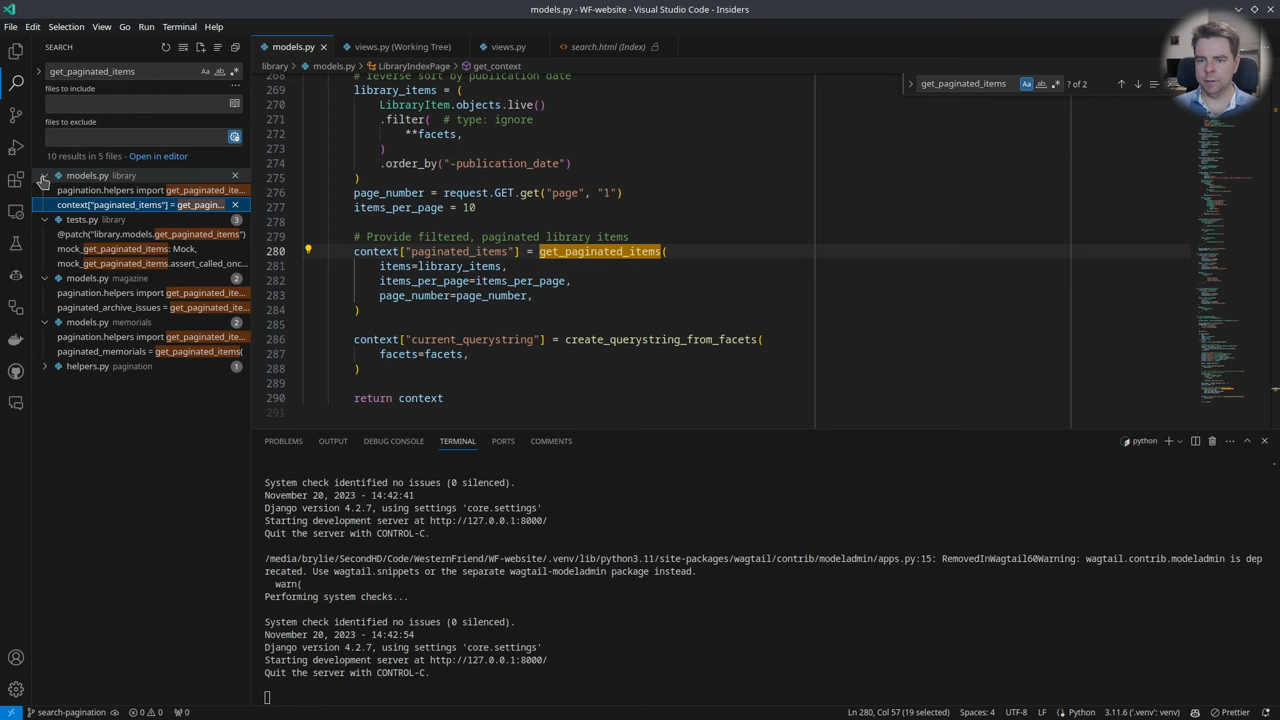 models.py - WF-website - Visual Studio Code - Insiders
File Edit Selection View Go Run Terminal Help
SEARCH
get_paginated_items
Aa ab
files to include
files to exclude
10 results in 5 files - Open in editor
models.py library
pagination.helpers import get_paginated_ite...
context["paginated_items"] = get_pagin...
tests.py library 3
@patch("library.models.get_paginated_items")
mock_get_paginated_items: Mock,
mock_get_paginated_items.assert_called_onc...
models.py magazine
pagination.helpers import get_paginated_ite...
paginated_archive_issues = get_paginated_ite...
models.py memorials 2
pagination.helpers import get_paginated_ite...
paginated_memorials = get_paginated_items(
helpers.py pagination 1
models.py views.py (Working Tree) views.py search.html (Index)
library > models.py > LibraryIndexPage > get_context
get_paginated_items Aa ab ? of 2
268 # reverse sort by publication date
269 library_items = (
270 LibraryItem.objects.live()
271 .filter( # type: ignore
272 **facets,
273 )
274 .order_by("-publication_date")
275 )
276 page_number = request.GET.get("page", "1")
277 items_per_page = 10
278
279 # Provide filtered, paginated library items
280 context["paginated_items"] = get_paginated_items(
281 items=library_items,
282 items_per_page=items_per_page,
283 page_number=page_number,
284 )
285
286 context["current_querystring"] = create_querystring_from_facets(
287 facets=facets,
288 )
289
290 return context
291
PROBLEMS OUTPUT DEBUG CONSOLE TERMINAL PORTS COMMENTS
python
System check identified no issues (0 silenced).
November 20, 2023 - 14:42:41
Django version 4.2.7, using settings 'core.settings'
Starting development server at http://127.0.0.1:8000/
Quit the server with CONTROL-C.
/media/brylie/SecondHD/Code/WesternFriend/WF-website/.venv/lib/python3.11/site-packages/wagtail/contrib/modeladmin/apps.py:15: RemovedInWagtail60Warning: wagtail.contrib.modeladmin is dep
recated. Use wagtail.snippets or the separate wagtail-modeladmin package instead.
warn(
Performing system checks...
System check identified no issues (0 silenced).
November 20, 2023 - 14:42:54
Django version 4.2.7, using settings 'core.settings'
Starting development server at http://127.0.0.1:8000/
Quit the server with CONTROL-C.
search-pagination 0 0 0 Ln 280, Col 57 (19 selected) Spaces: 4 UTF-8 LF Python 3.11.6 ('.venv': venv) Prettier